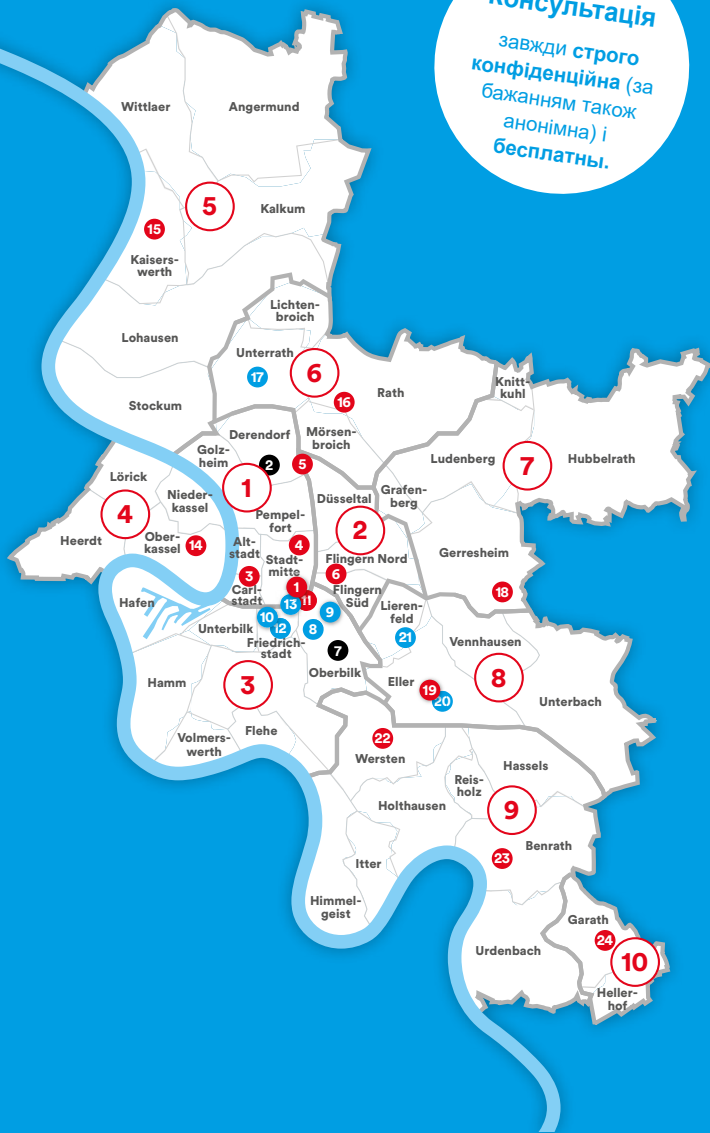 консультація
завжди строго
конфіденційна (за
бажанням також
анонімна) і
бесплатны.
Wittlaer
Angermund
5
Kalkum
15
Kaisers-
werth
Lichten-
broich
Lohausen
Unterrath
17
6
Rath
16
Knitt-
kuhl
Stockum
Derendorf
Mörsen-
broich
Golz-
heim
2
5
Ludenberg
7
Hubbelrath
Lörick
Nieder-
kassel
1
Düsseltal
Grafen-
berg
4
Pempel-
fort
2
Heerdt
Ober-
kassel
14
Alt-
stadt
4
Stadt-
mitte
Flingern Nord
Gerresheim
3
6
Carl-
stadt
1
11
Flingern
Süd
18
Hafen
13
10
9
Lieren-
feld
Unterbilk
12
8
21
Vennhausen
Friedrich-
stadt
7
Oberbilk
Hamm
3
Eller
19
20
8
Unterbach
Volmers-
werth
Flehe
22
Wersten
Hassels
Reis-
holz
Holthausen
9
Benrath
23
Itter
Himmel-
geist
Garath
24
Urdenbach
10
Heller-
hof